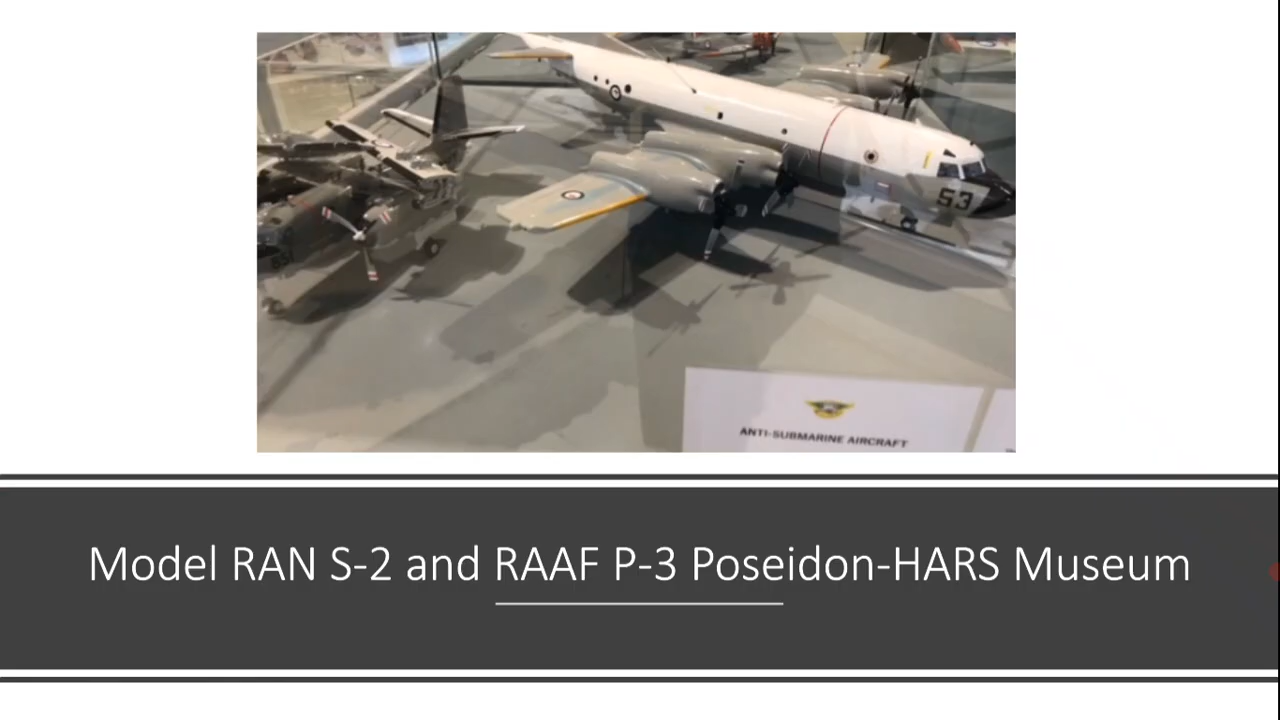 53
ANTI-SUBMARINE AIRCRAFT
Model RAN S-2 and RAAF P-3 Poseidon-HARS Museum